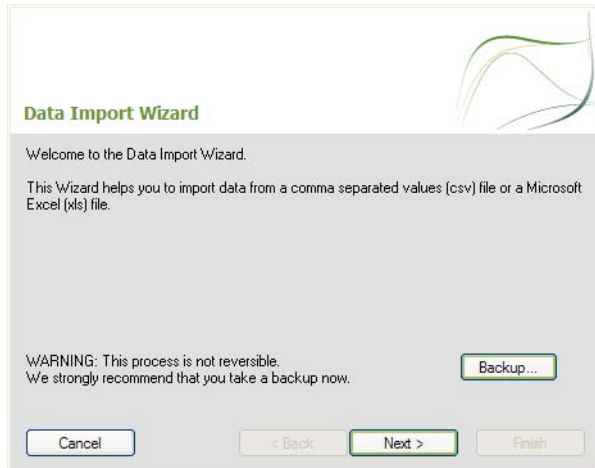 Data Import Wizard
Welcome to the Data Import Wizard.
This Wizard helps you to import data from a comma separated values (csv) file or a Microsoft
Excel (xls) file.
WARNING: This process is not reversible.
We strongly recommend that you take a backup now.
Backup...
Cancel
< Back
Next >
Finish